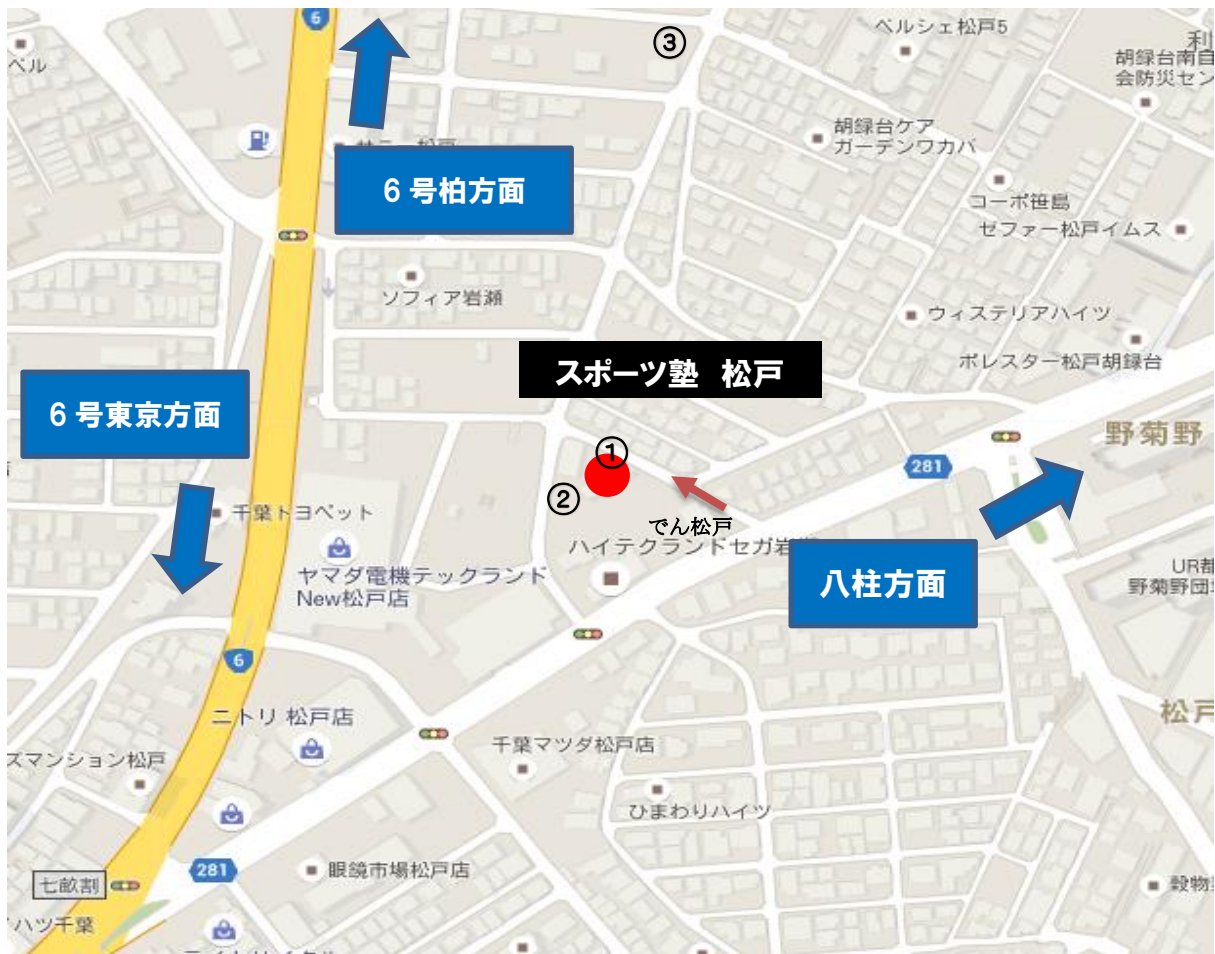 6
③
ベルシェ松戸5
ベル
胡録台南自
会防災セン
胡録台ケア
ガーデンワカバ
6 号柏方面
コーポ笹島
ゼファー松戸イムス
ソフィア岩瀬
ウィステリアハイツ
スポーツ塾 松戸
ポレスター松戸胡録台
6 号東京方面
野菊野
①
281
②
千葉トヨペット
でん松戸
ハイテクランドセガ岩
ヤマダ電機テックランド
New松戸店
八柱方面
UR都
野菊野団
6
ニトリ 松戸店
松戸
千葉マツダ松戸店
ズマンション松戸
ひまわりハイツ
281
眼鏡市場松戸店
七畝割
穀物
ハツ千葉